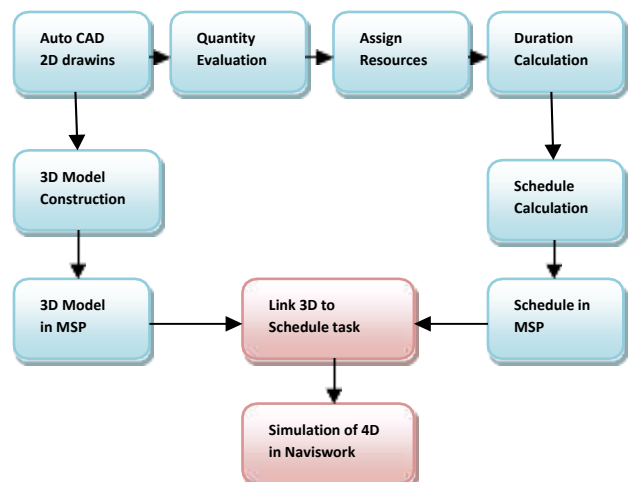 Auto CAD
2D drawins
Quantity
Evaluation
Assign
Resources
Duration
Calculation
3D Model
Construction
Schedule
Calculation
3D Model
in MSP
Link 3D to
Schedule task
Schedule in
MSP
Simulation of 4D
in Naviswork